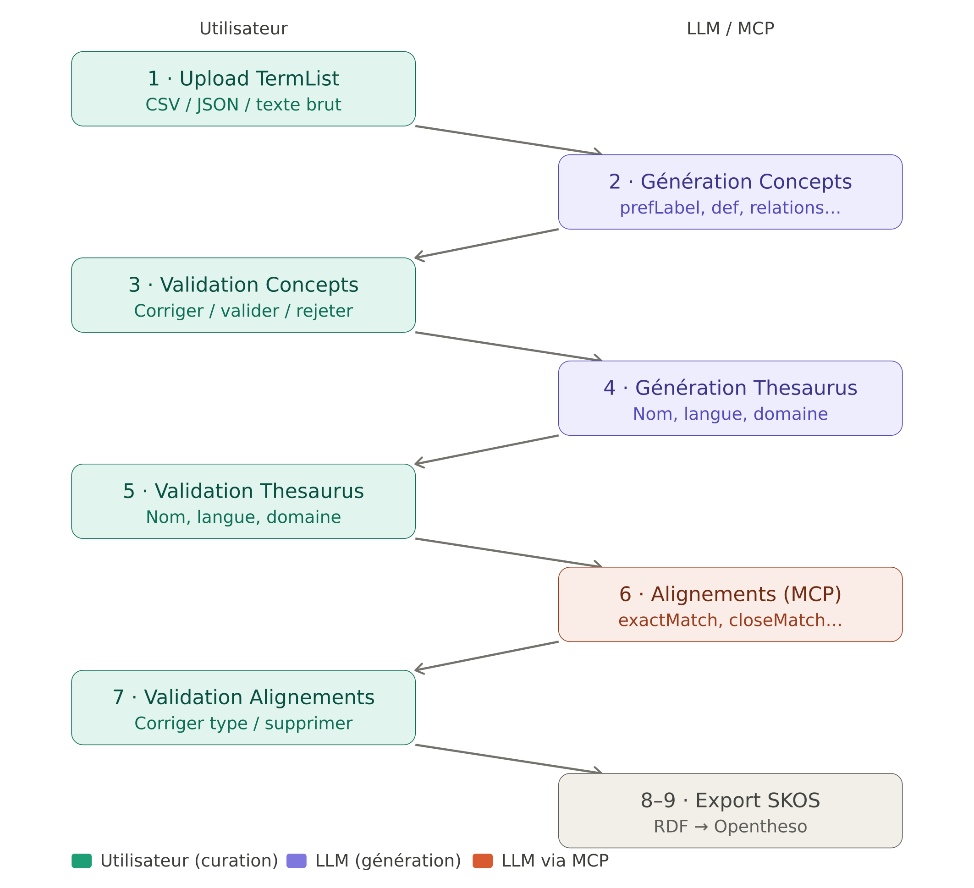 Utilisateur
LLM / MCP
1 · Upload TermList
CSV / JSON / texte brut
2 · Génération Concepts
prefLabel, def, relations…
3 · Validation Concepts
Corriger / valider / rejeter
4 · Génération Thesaurus
Nom, langue, domaine
5 · Validation Thesaurus
Nom, langue, domaine
6 · Alignements (MCP)
exactMatch, closeMatch…
7 · Validation Alignements
Corriger type / supprimer
8–9 · Export SKOS
RDF → Opentheso
Utilisateur (curation)
LLM (génération)
LLM via MCP